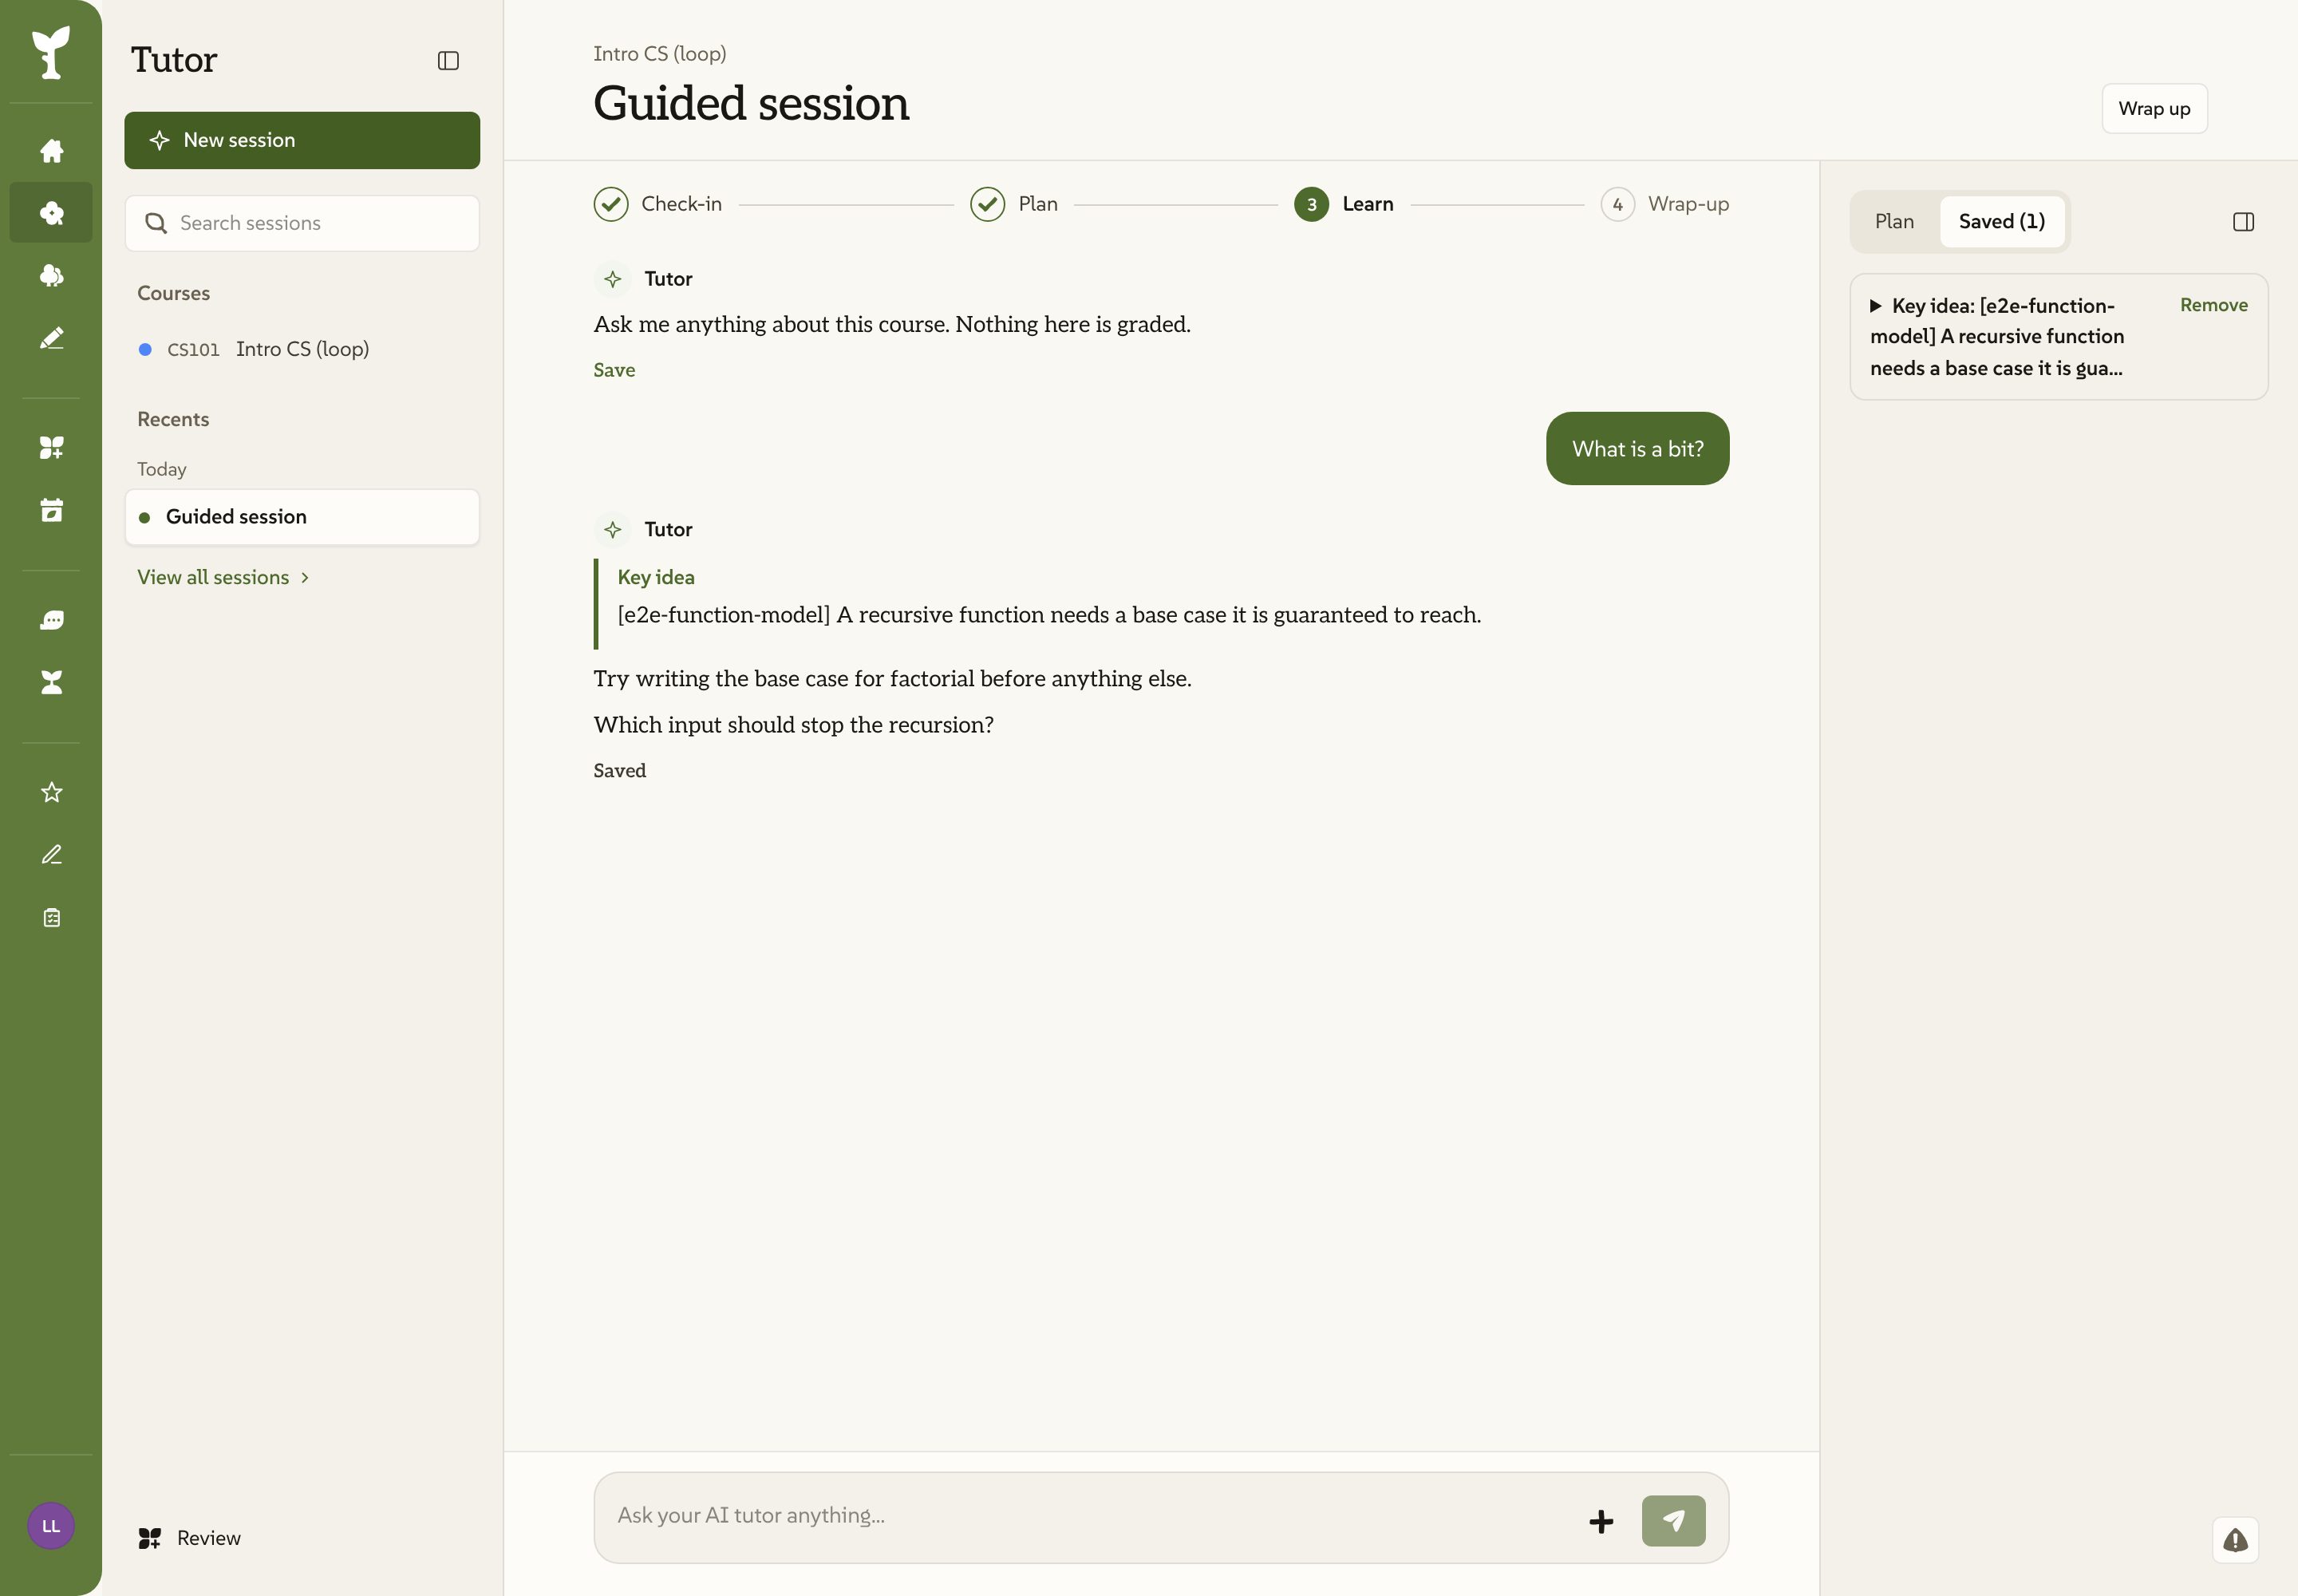 Tutor
New session
Search sessions
Courses
CS101 Intro CS (loop)
Recents
Today
Guided session
View all sessions
Review
LL
Intro CS (loop)
Guided session
Wrap up
Check-in
Plan
3 Learn
4 Wrap-up
Tutor
Ask me anything about this course. Nothing here is graded.
Save
What is a bit?
Tutor
Key idea
[e2e-function-model] A recursive function needs a base case it is guaranteed to reach.
Try writing the base case for factorial before anything else.
Which input should stop the recursion?
Saved
Ask your AI tutor anything...
Plan
Saved (1)
Key idea: [e2e-function-
model] A recursive function
needs a base case it is gua...
Remove